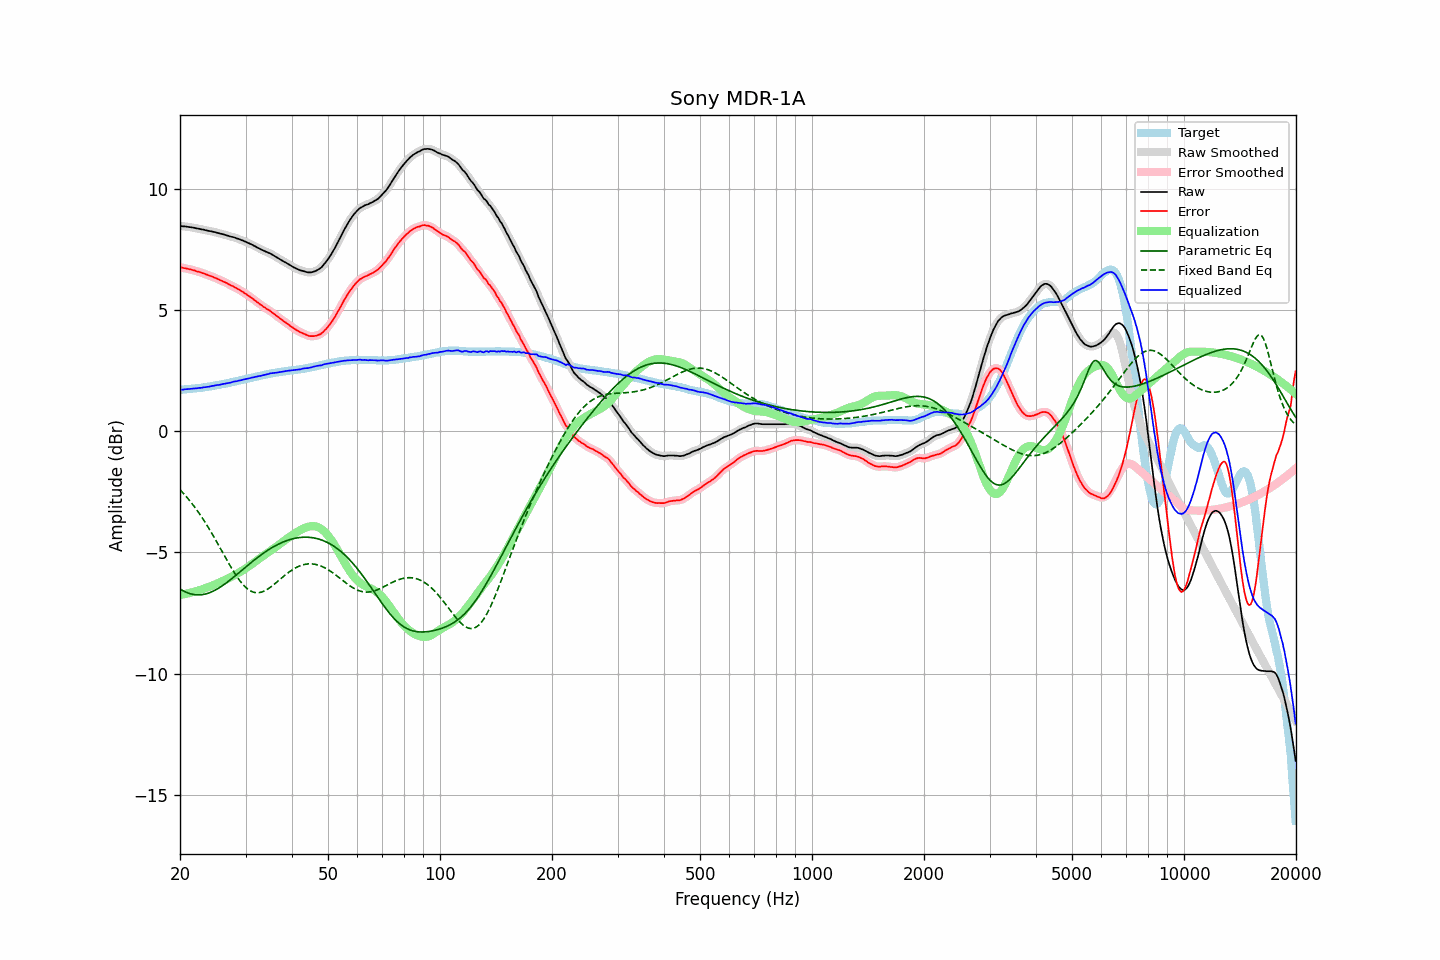 Sony MDR-1A
Target
Raw Smoothed
Error Smoothed
Raw
Error
Equalization
Parametric Eq
Fixed Band Eq
Equalized
Amplitude (dBr)
10
5
0
−5
−10
−15
20 50 100 200 500 1000 2000 5000 10000 20000
Frequency (Hz)